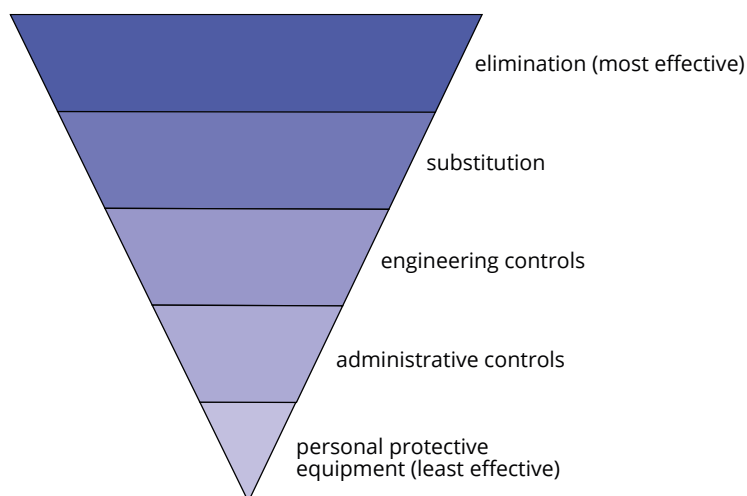 elimination (most effective)
substitution
engineering controls
administrative controls
personal protective
equipment (least effective)